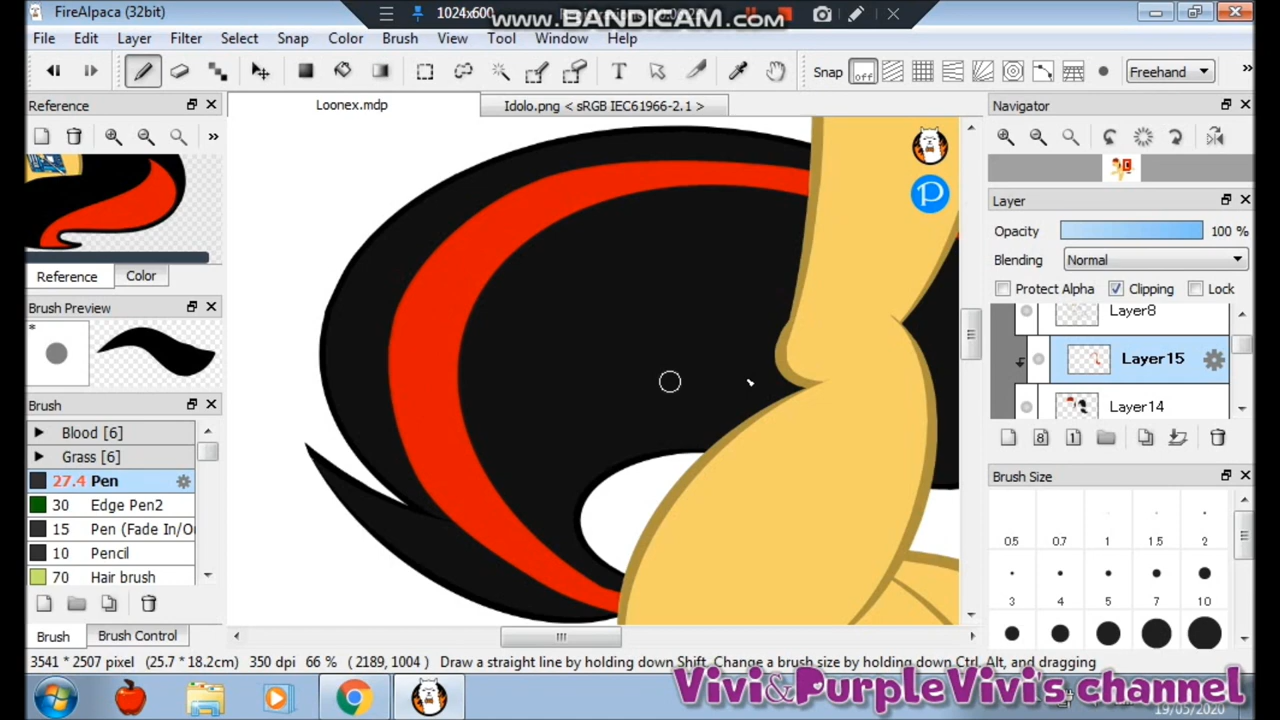 FireAlpaca (32bit)
1024x600
www.BANDICAM.com
File Edit Layer Filter Select Snap Color Brush View Tool Window Help
Snap off Freehand
Reference
Loonex.mdp
Idolo.png < sRGB IEC61966-2.1 >
Navigator
Layer
Opacity 100 %
Blending Normal
Protect Alpha Clipping Lock
Layer8
Layer15
Layer14
Reference Color
Brush Preview
*
Brush
Blood [6]
Grass [6]
27.4 Pen
30 Edge Pen2
15 Pen (Fade In/O
10 Pencil
70 Hair brush
Brush Brush Control
Brush Size
0.5 0.7 1 1.5 2
3 4 5 7 10
3541 * 2507 pixel (25.7 * 18.2cm) 350 dpi 66 % ( 2189, 1004 ) Draw a straight line by holding down Shift, Change a brush size by holding down Ctrl, Alt, and dragging
Vivi&PurpleVivi's channel
19/05/2020